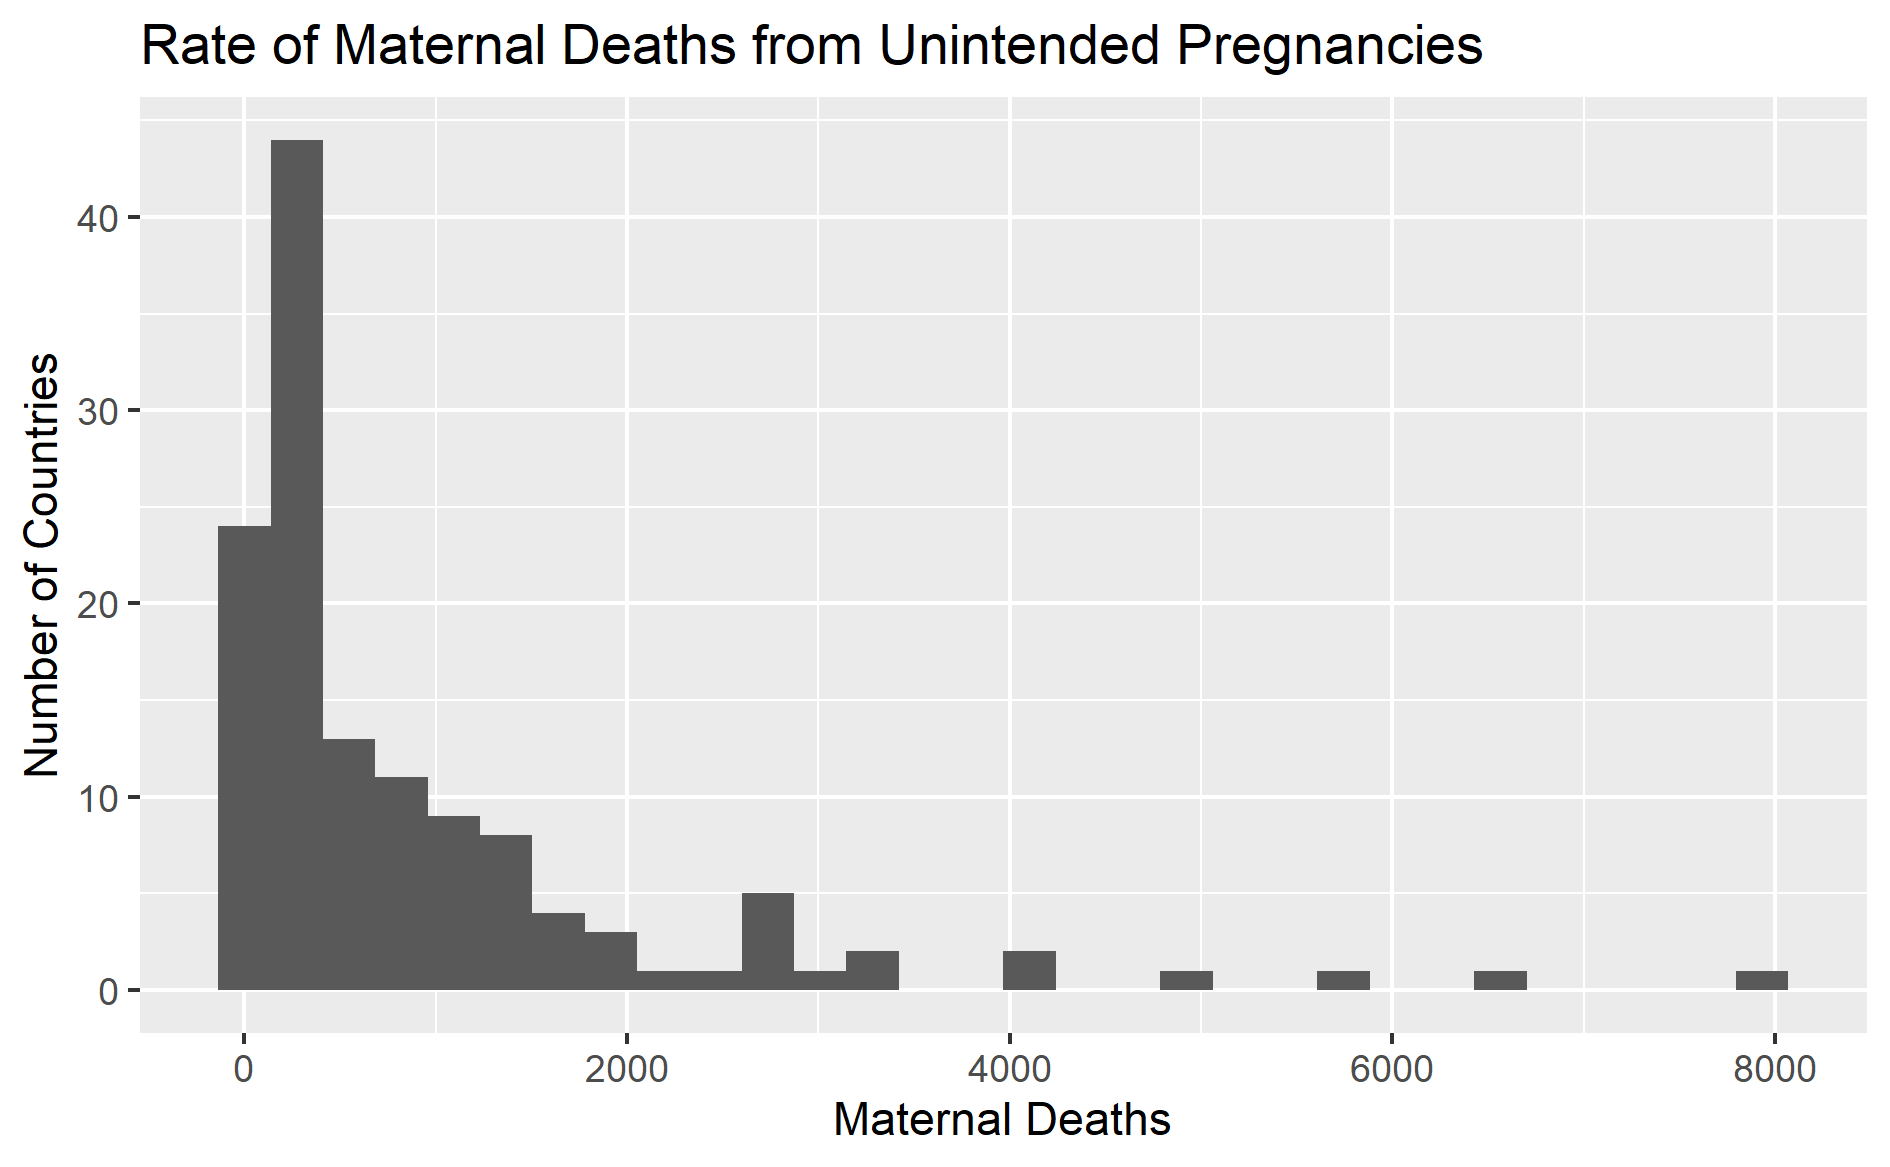 Rate of Maternal Deaths from Unintended Pregnancies
Number of Countries
40
30
20
10
0
0 2000 4000 6000 8000
Maternal Deaths